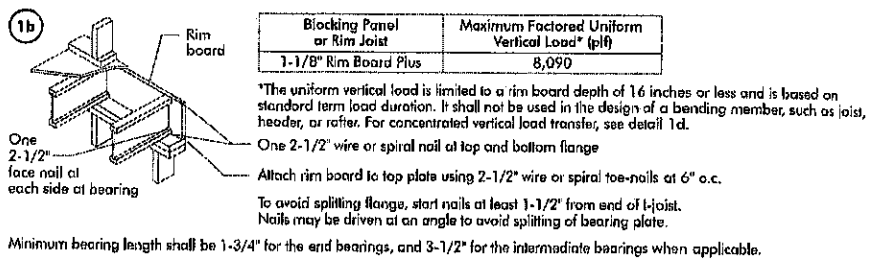 1b
Rim
board
Blocking Panel
or Rim Joist
Maximum Factored Uniform
Vertical Load* (plf)
1-1/8" Rim Board Plus
8,090
*The uniform vertical load is limited to a rim board depth of 16 inches or less and is based on
standard term load duration. It shall not be used in the design of a bending member, such as joist,
header, or rafter. For concentrated vertical load transfer, see detail 1d.
One
2-1/2"
face nail at
each side at bearing
One 2-1/2" wire or spiral nail at top and bottom flange
Attach rim board to top plate using 2-1/2" wire or spiral toe-nails at 6" o.c.
To avoid splitting flange, start nails at least 1-1/2" from end of I-joist.
Nails may be driven at an angle to avoid splitting of bearing plate.
Minimum bearing length shall be 1-3/4" for the end bearings, and 3-1/2" for the intermediate bearings when applicable.